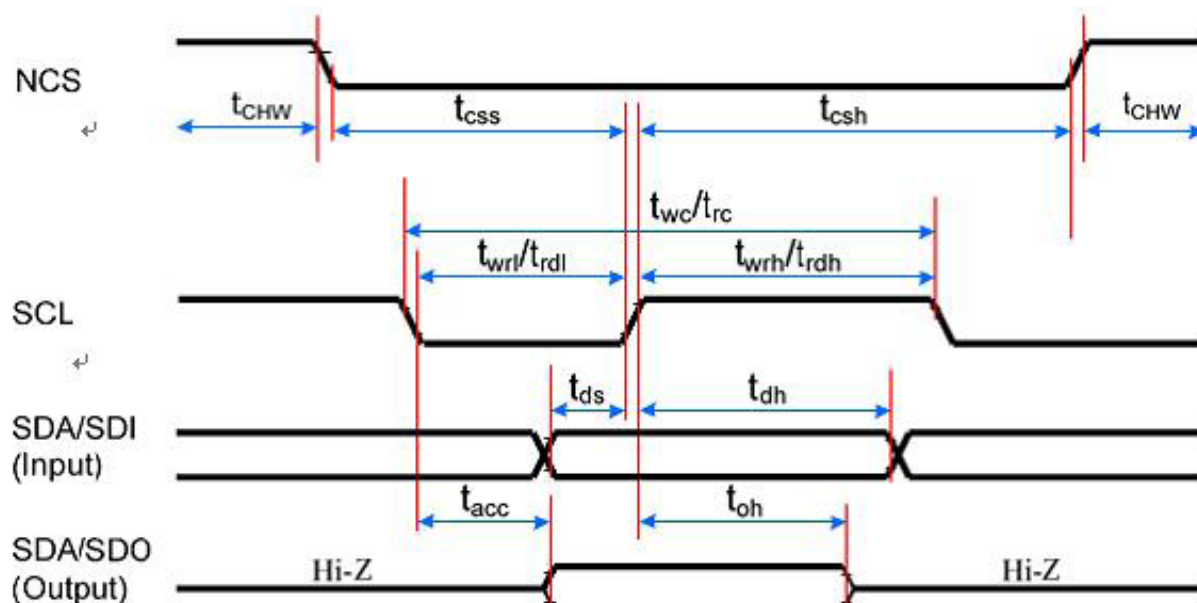 NCS
tCHW
tcss
tcsh
tCHW
↵
twc/trc
twrl/trdl
twrh/trdh
SCL
↵
tds
tdh
SDA/SDI
(Input)
tacc
toh
SDA/SDO
(Output)
Hi-Z
Hi-Z